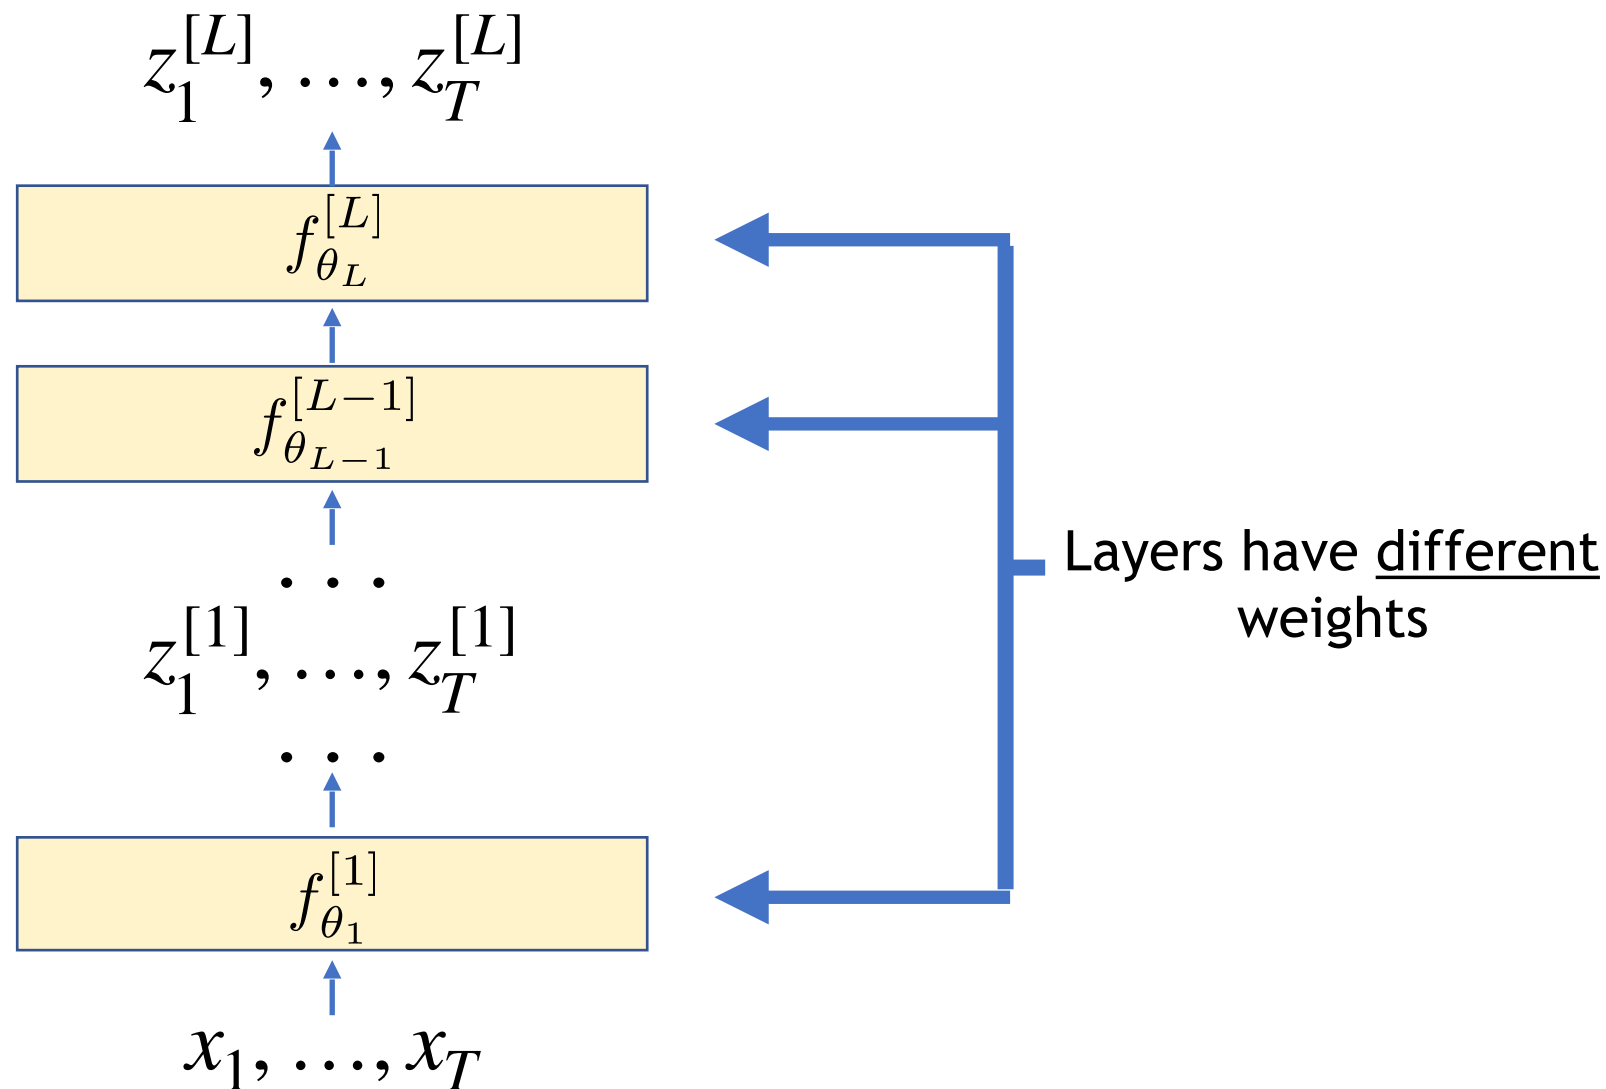 z_1^{[L]}, …, z_T^{[L]}
f_{θ_L}^{[L]}
f_{θ_{L−1}}^{[L−1]}
. . .
z_1^{[1]}, …, z_T^{[1]}
. . .
f_{θ_1}^{[1]}
x_1, …, x_T
Layers have different
weights